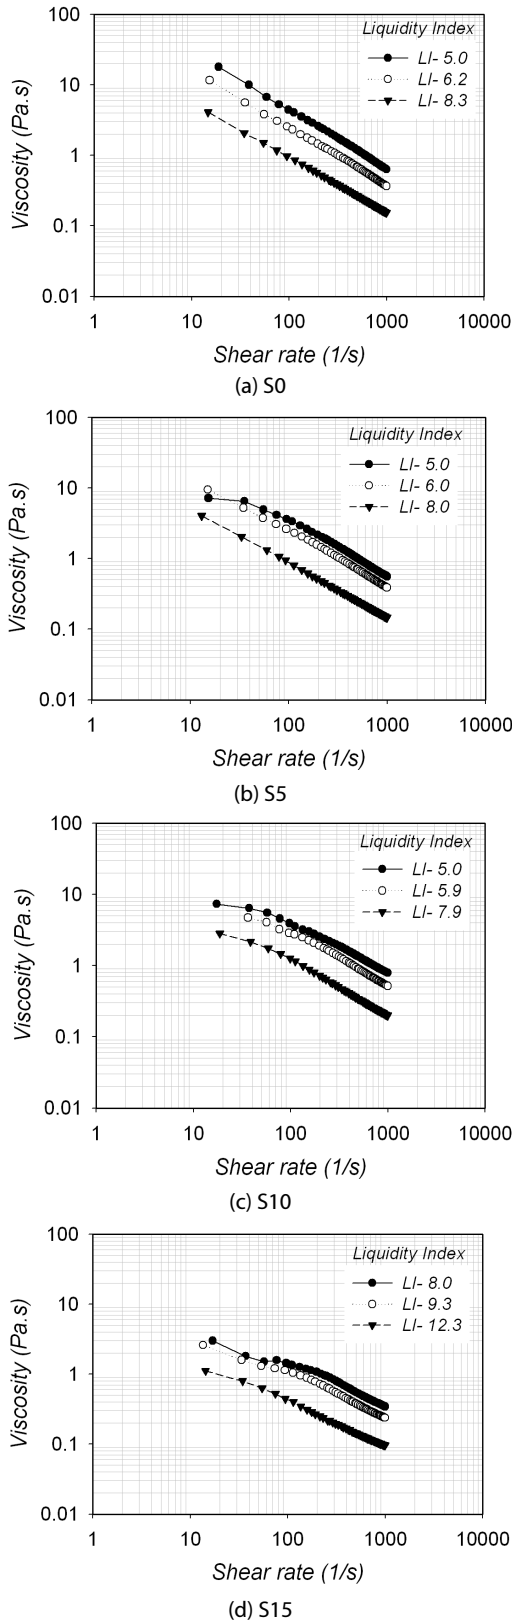 100
10
1
0.1
0.01
Viscosity (Pa.s)
Liquidity Index
LI- 5.0
LI- 6.2
LI- 8.3
1 10 100 1000 10000
Shear rate (1/s)
(a) S0
100
10
1
0.1
0.01
Viscosity (Pa.s)
Liquidity Index
LI- 5.0
LI- 6.0
LI- 8.0
1 10 100 1000 10000
Shear rate (1/s)
(b) S5
100
10
1
0.1
0.01
Viscosity (Pa.s)
Liquidity Index
LI- 5.0
LI- 5.9
LI- 7.9
1 10 100 1000 10000
Shear rate (1/s)
(c) S10
100
10
1
0.1
0.01
Viscosity (Pa.s)
Liquidity Index
LI- 8.0
LI- 9.3
LI- 12.3
1 10 100 1000 10000
Shear rate (1/s)
(d) S15